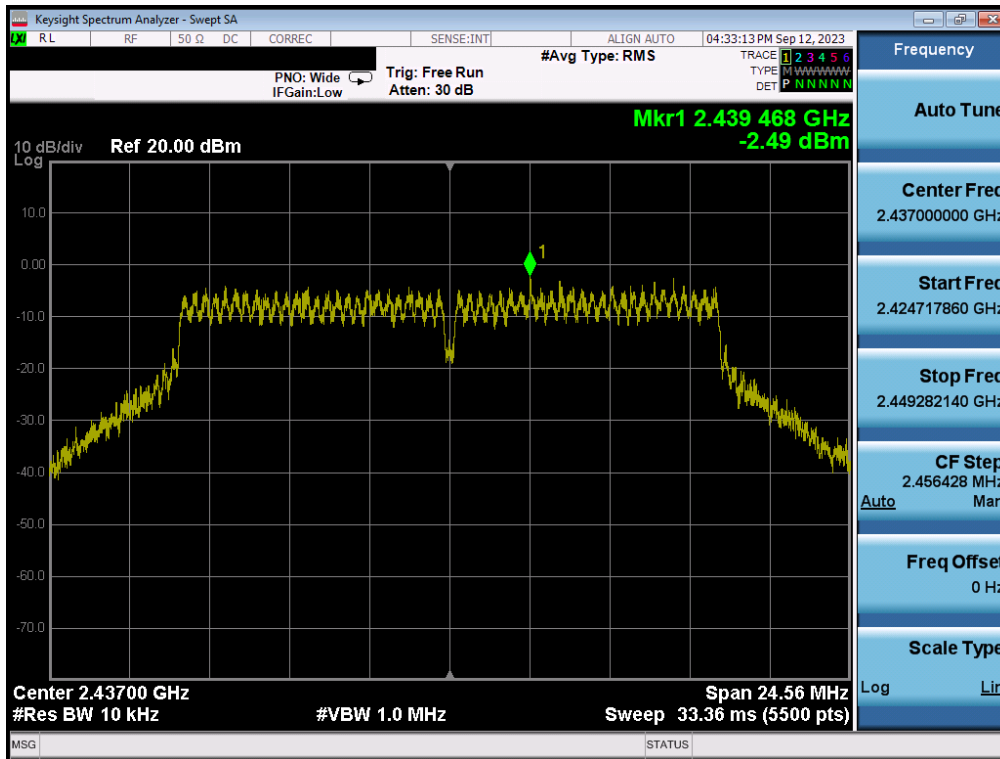 Keysight Spectrum Analyzer - Swept SA
LXI RL RF 50 Ω DC CORREC SENSE:INT ALIGN AUTO 04:33:13 PM Sep 12, 2023
PNO: Wide Trig: Free Run #Avg Type: RMS TRACE 1 2 3 4 5 6
IFGain:Low Atten: 30 dB TYPE M WWWWW
DET P N N N N N
Mkr1 2.439 468 GHz
-2.49 dBm
10 dB/div Ref 20.00 dBm
Log
10.0
0.00
-10.0
-20.0
-30.0
-40.0
-50.0
-60.0
-70.0
1
Center 2.43700 GHz Span 24.56 MHz
#Res BW 10 kHz #VBW 1.0 MHz Sweep 33.36 ms (5500 pts)
MSG STATUS
Frequency
Auto Tune
Center Freq
2.437000000 GHz
Start Freq
2.424717860 GHz
Stop Freq
2.449282140 GHz
CF Step
2.456428 MHz
Auto Man
Freq Offset
0 Hz
Scale Type
Log Lin